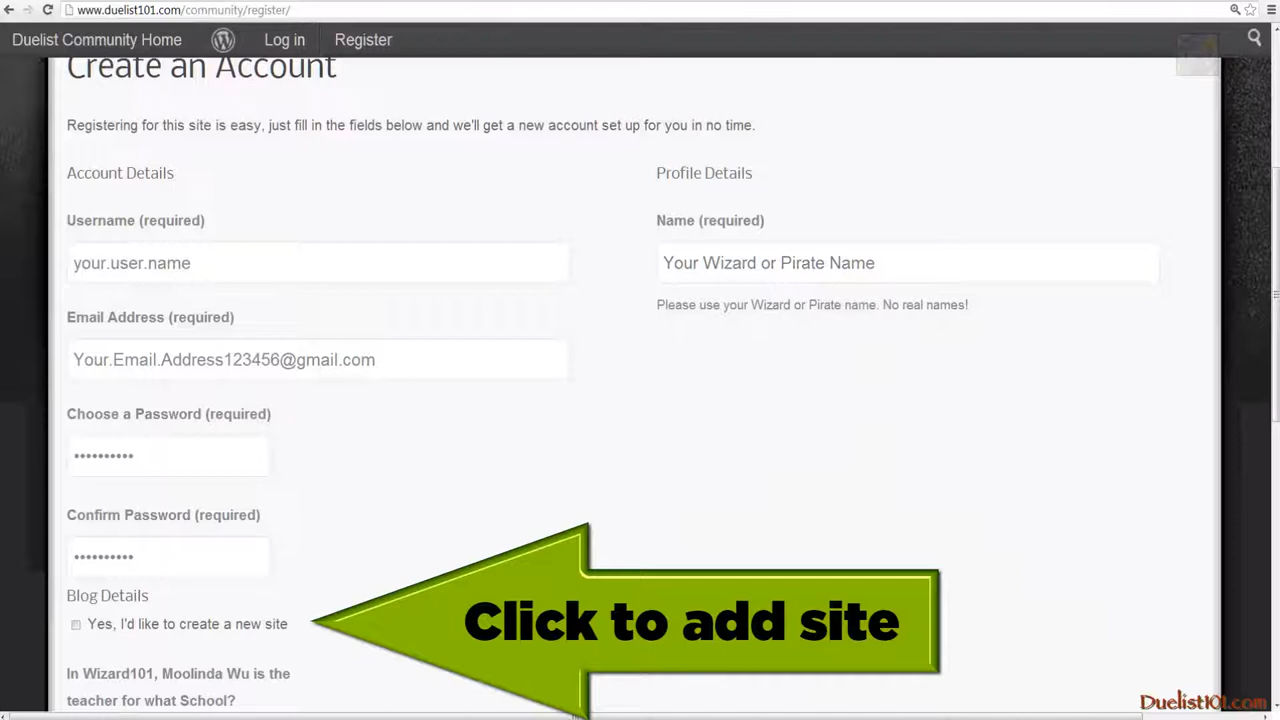 www.duelist101.com/community/register/
Duelist Community Home Log in Register
Create an Account
Registering for this site is easy, just fill in the fields below and we'll get a new account set up for you in no time.
Account Details
Profile Details
Username (required)
Name (required)
your.user.name
Your Wizard or Pirate Name
Please use your Wizard or Pirate name. No real names!
Email Address (required)
Your.Email.Address123456@gmail.com
Choose a Password (required)
••••••••••
Confirm Password (required)
••••••••••
Blog Details
Yes, I'd like to create a new site
Click to add site
In Wizard101, Moolinda Wu is the
teacher for what School?
Duelist101.com